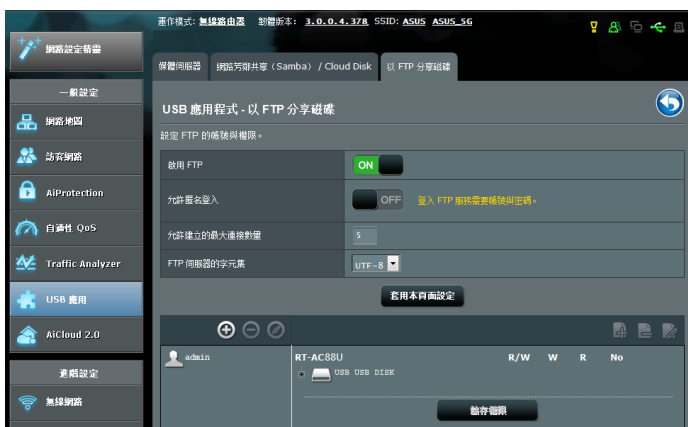 運作模式: 無線路由器 韌體版本: 3.0.0.4.378 SSID: ASUS ASUS_5G
網路設定精靈
一般設定
網路地圖
訪客網路
AiProtection
自適性 QoS
Traffic Analyzer
USB 應用
AiCloud 2.0
進階設定
無線網路
媒體伺服器
網路芳鄰共享 (Samba) / Cloud Disk
以 FTP 分享磁碟
USB 應用程式 - 以 FTP 分享磁碟
設定 FTP 的帳號與權限。
啟用 FTP
ON
允許匿名登入
OFF
登入 FTP 服務需要帳號與密碼。
允許建立的最大連接數量
5
FTP 伺服器的字元集
UTF-8
套用本頁面設定
admin
RT-AC88U
R/W W R No
USB USB DISK
儲存權限